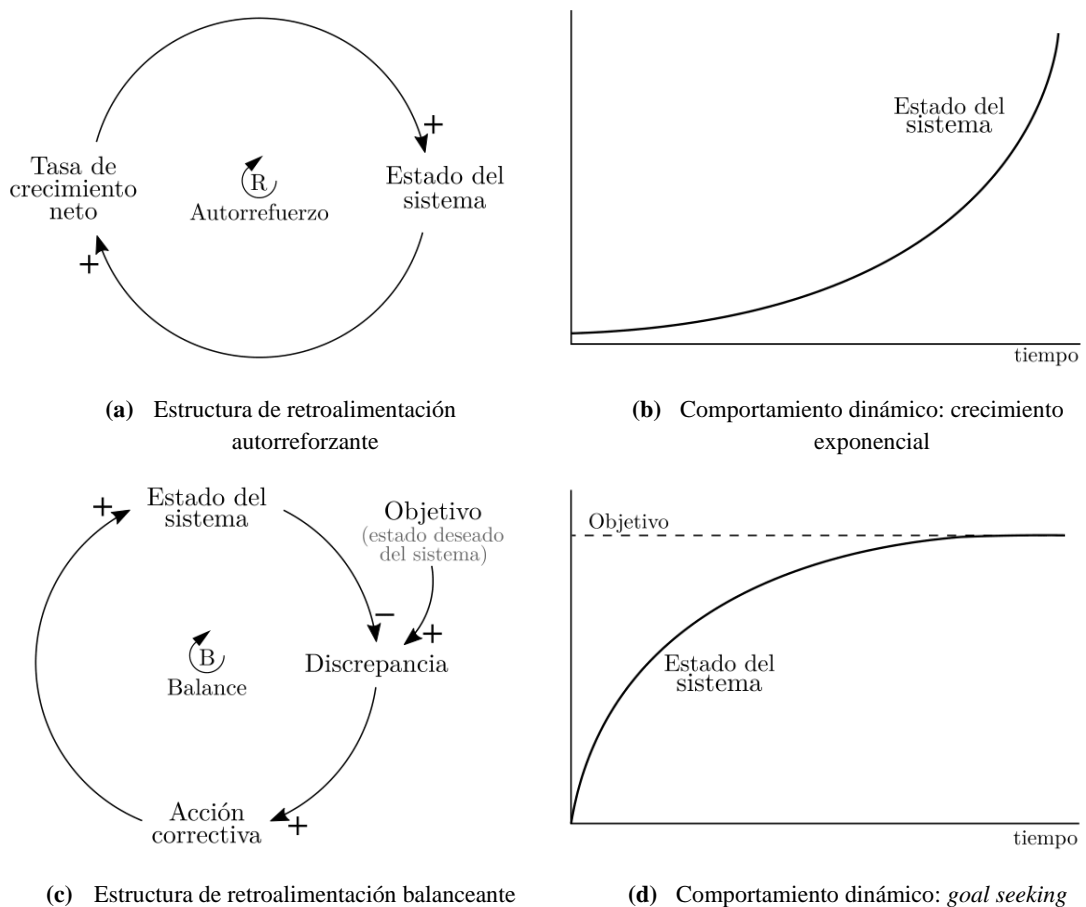 +
Tasa de
crecimiento
neto
R
Autorrefuerzo
Estado del
sistema
+
Estado del
sistema
tiempo
(a) Estructura de retroalimentación
autorreforzante
(b) Comportamiento dinámico: crecimiento
exponencial
+
Estado del
sistema
Objetivo
(estado deseado
del sistema)
−
+
B
Balance
Discrepancia
Acción
correctiva
+
Objetivo
Estado del
sistema
tiempo
(c) Estructura de retroalimentación balanceante
(d) Comportamiento dinámico: goal seeking